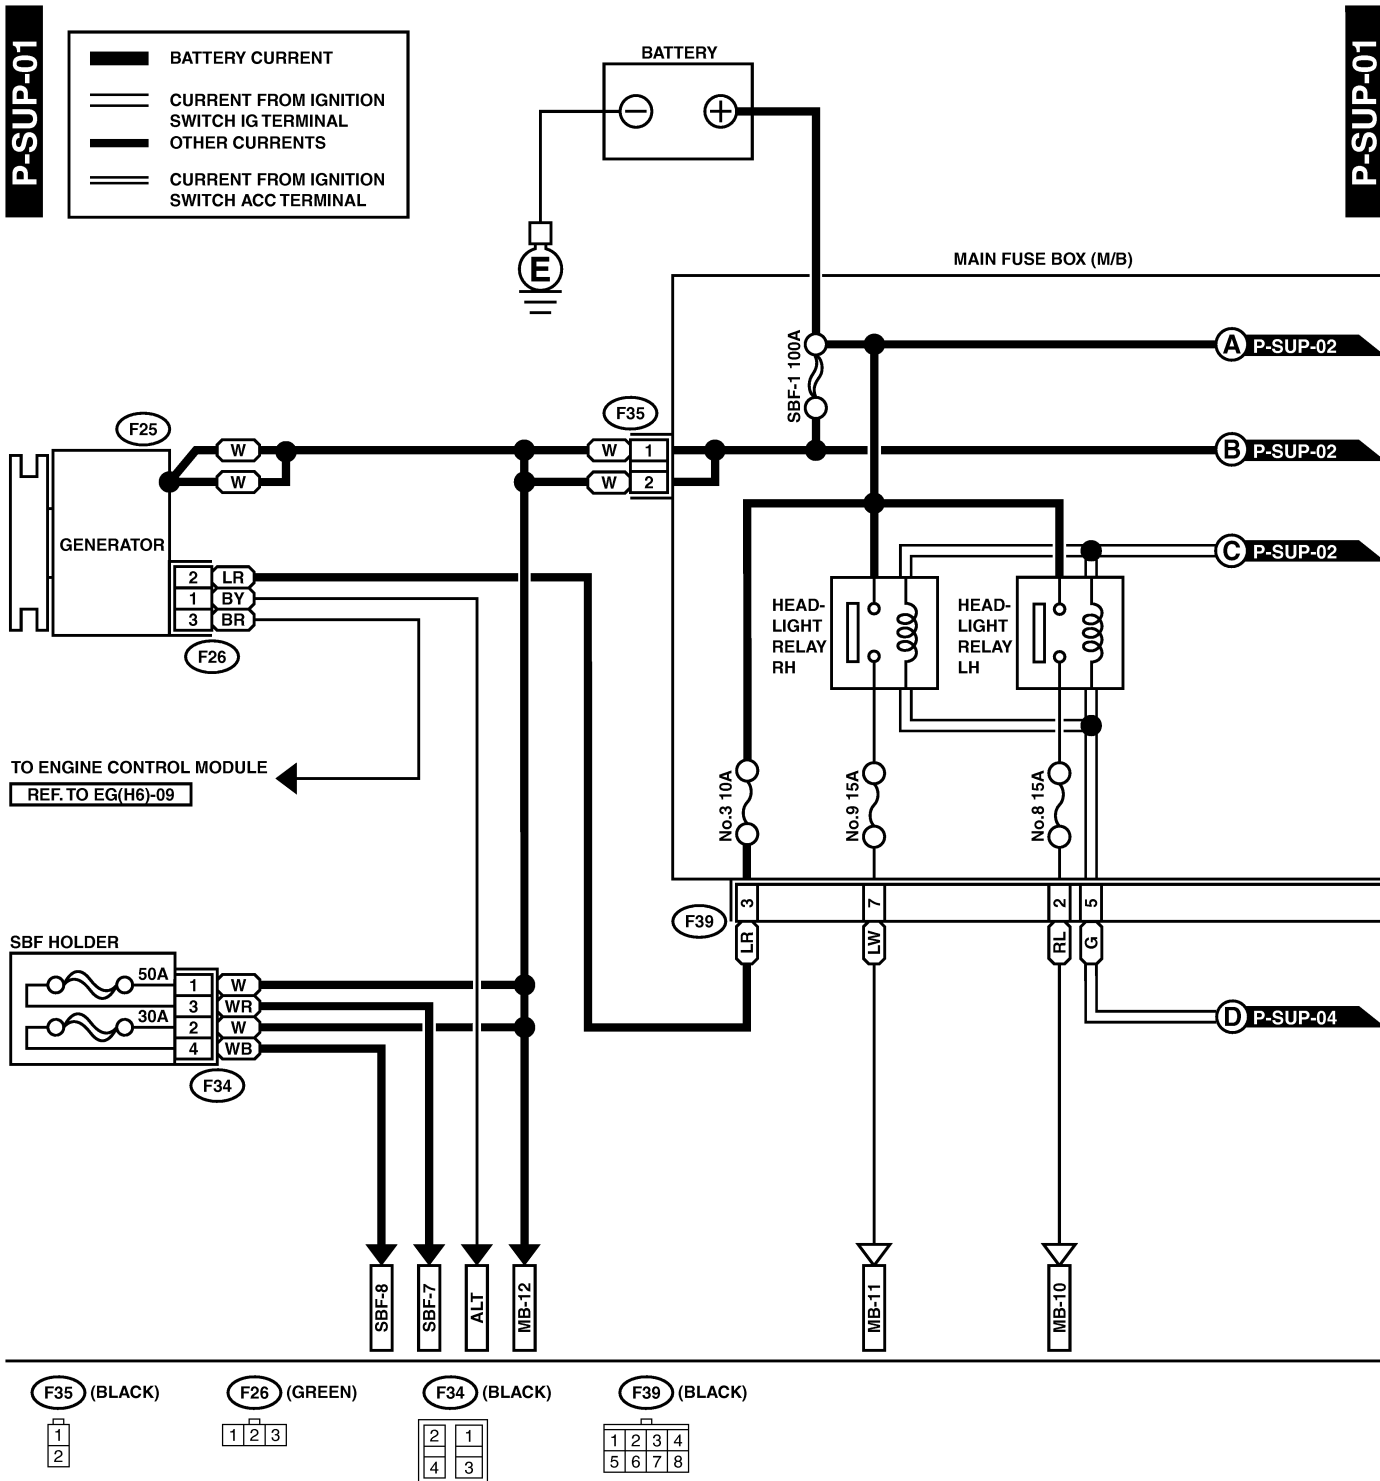 P-SUP-01
P-SUP-01
BATTERY CURRENT
CURRENT FROM IGNITION
SWITCH IG TERMINAL
OTHER CURRENTS
CURRENT FROM IGNITION
SWITCH ACC TERMINAL
BATTERY
−
+
E
MAIN FUSE BOX (M/B)
SBF-1 100A
A P-SUP-02
F25
F35
W
W 1
B P-SUP-02
W
W 2
GENERATOR
C P-SUP-02
2 LR
1 BY
3 BR
F26
HEAD-
LIGHT
RELAY
RH
HEAD-
LIGHT
RELAY
LH
TO ENGINE CONTROL MODULE
REF. TO EG(H6)-09
No.3 10A
No.9 15A
No.8 15A
F39
3
7
2
5
LR
LW
RL
G
SBF HOLDER
50A
1 W
3 WR
30A
2 W
4 WB
F34
D P-SUP-04
SBF-8
SBF-7
ALT
MB-12
MB-11
MB-10
F35 (BLACK)
1
2
F26 (GREEN)
1 2 3
F34 (BLACK)
2 1
4 3
F39 (BLACK)
1 2 3 4
5 6 7 8